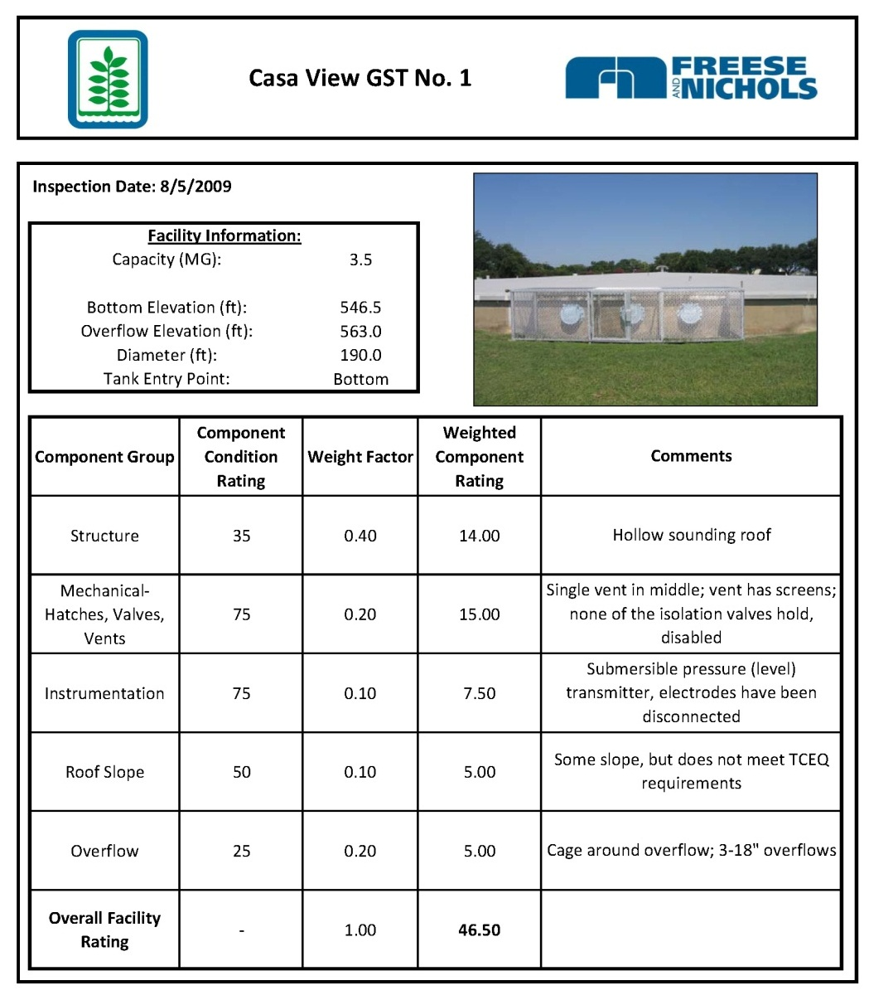 Casa View GST No. 1
FREESE
AND
NICHOLS
Inspection Date: 8/5/2009
Facility Information:
Capacity (MG): 3.5
Bottom Elevation (ft): 546.5
Overflow Elevation (ft): 563.0
Diameter (ft): 190.0
Tank Entry Point: Bottom
Component Group
Component
Condition
Rating
Weight Factor
Weighted
Component
Rating
Comments
Structure
35
0.40
14.00
Hollow sounding roof
Mechanical-
Hatches, Valves,
Vents
75
0.20
15.00
Single vent in middle; vent has screens;
none of the isolation valves hold,
disabled
Instrumentation
75
0.10
7.50
Submersible pressure (level)
transmitter, electrodes have been
disconnected
Roof Slope
50
0.10
5.00
Some slope, but does not meet TCEQ
requirements
Overflow
25
0.20
5.00
Cage around overflow; 3-18" overflows
Overall Facility
Rating
-
1.00
46.50